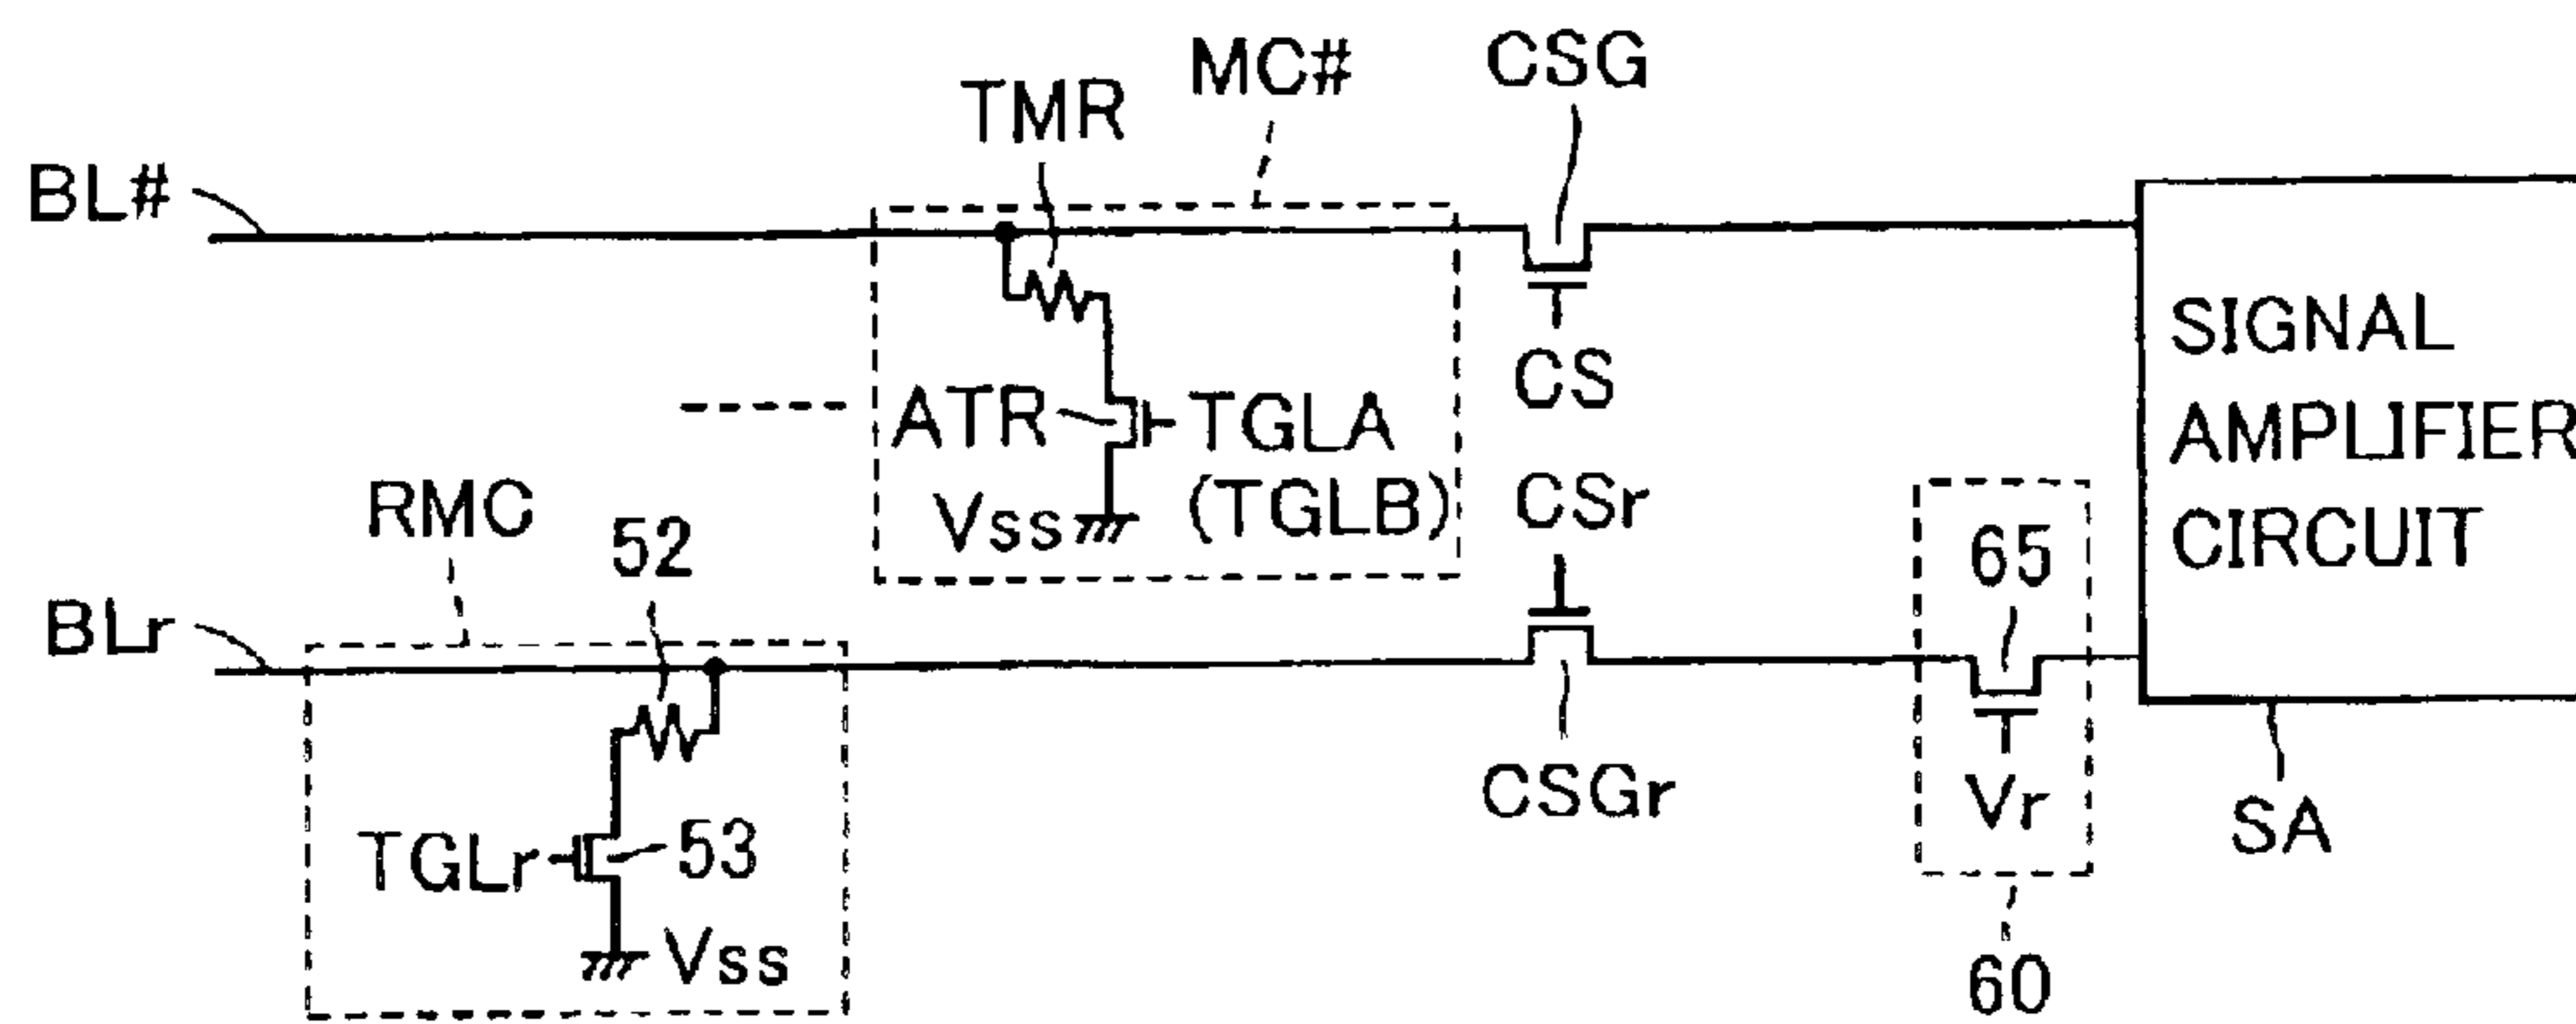 MC#
CSG
TMR
BL#
SIGNAL
AMPLIFIER
CIRCUIT
CS
ATR
TGLA
(TGLB)
Vss
CSr
RMC
52
65
BLr
CSGr
Vr
SA
TGLr
53
Vss
60